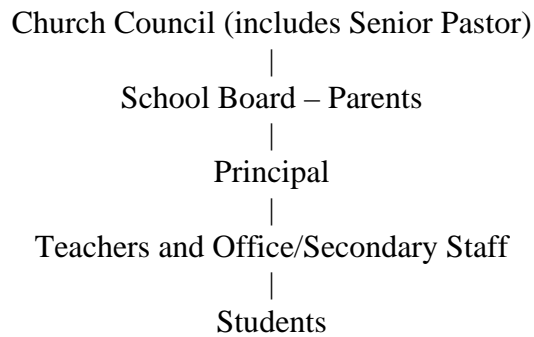 Church Council (includes Senior Pastor)
|
School Board – Parents
|
Principal
|
Teachers and Office/Secondary Staff
|
Students